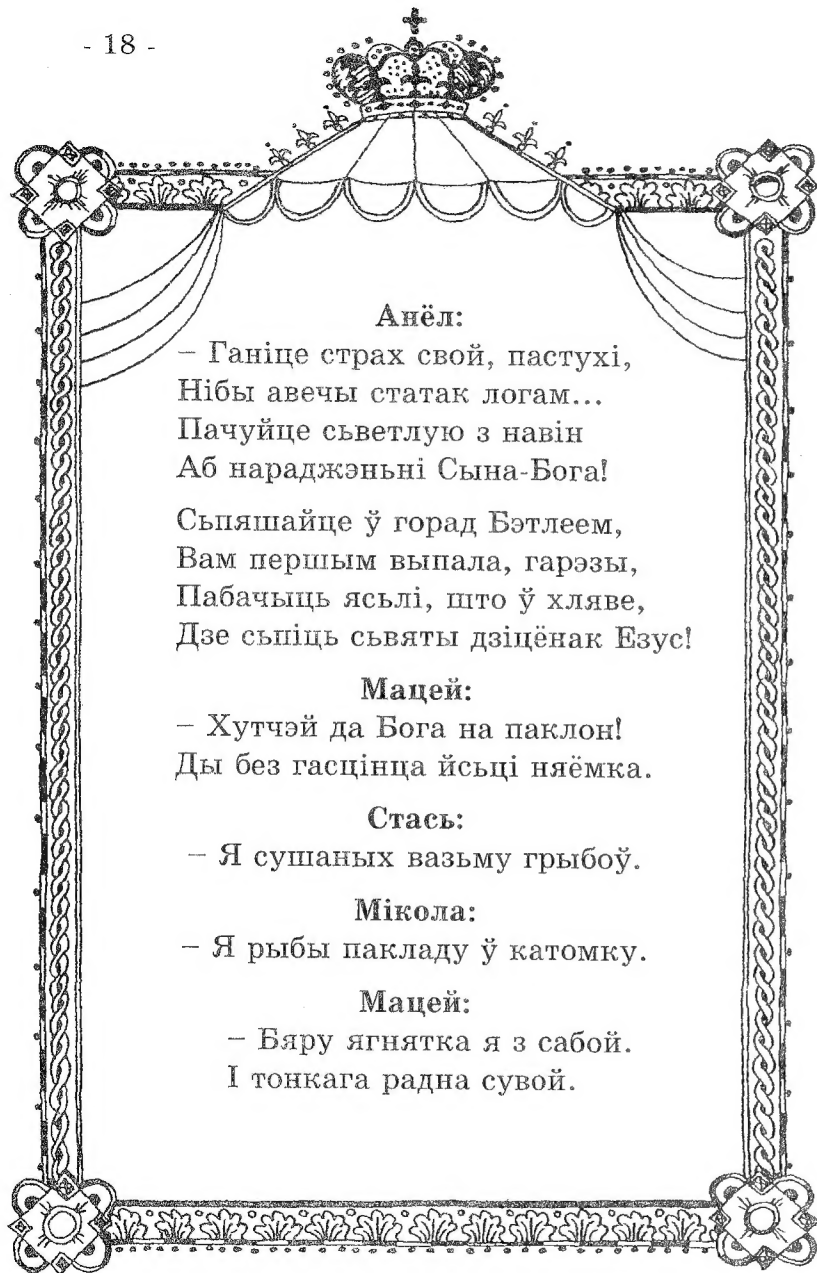 - 18 -
Анёл:
– Ганіце страх свой, пастухі,
Нібы авечы статак логам...
Пачуйце сьветлую з навін
Аб нараджэньні Сына-Бога!
Сьпяшайце ў горад Бэтлеем,
Вам першым выпала, гарэзы,
Пабачыць ясьлі, што ў хляве,
Дзе сьпіць сьвяты дзіцёнак Езус!
Мацей:
– Хутчэй да Бога на паклон!
Ды без гасцінца йсьці няёмка.
Стась:
– Я сушаных вазьму грыбоў.
Мікола:
– Я рыбы пакладу ў катомку.
Мацей:
– Бяру ягнятка я з сабой.
І тонкага радна сувой.